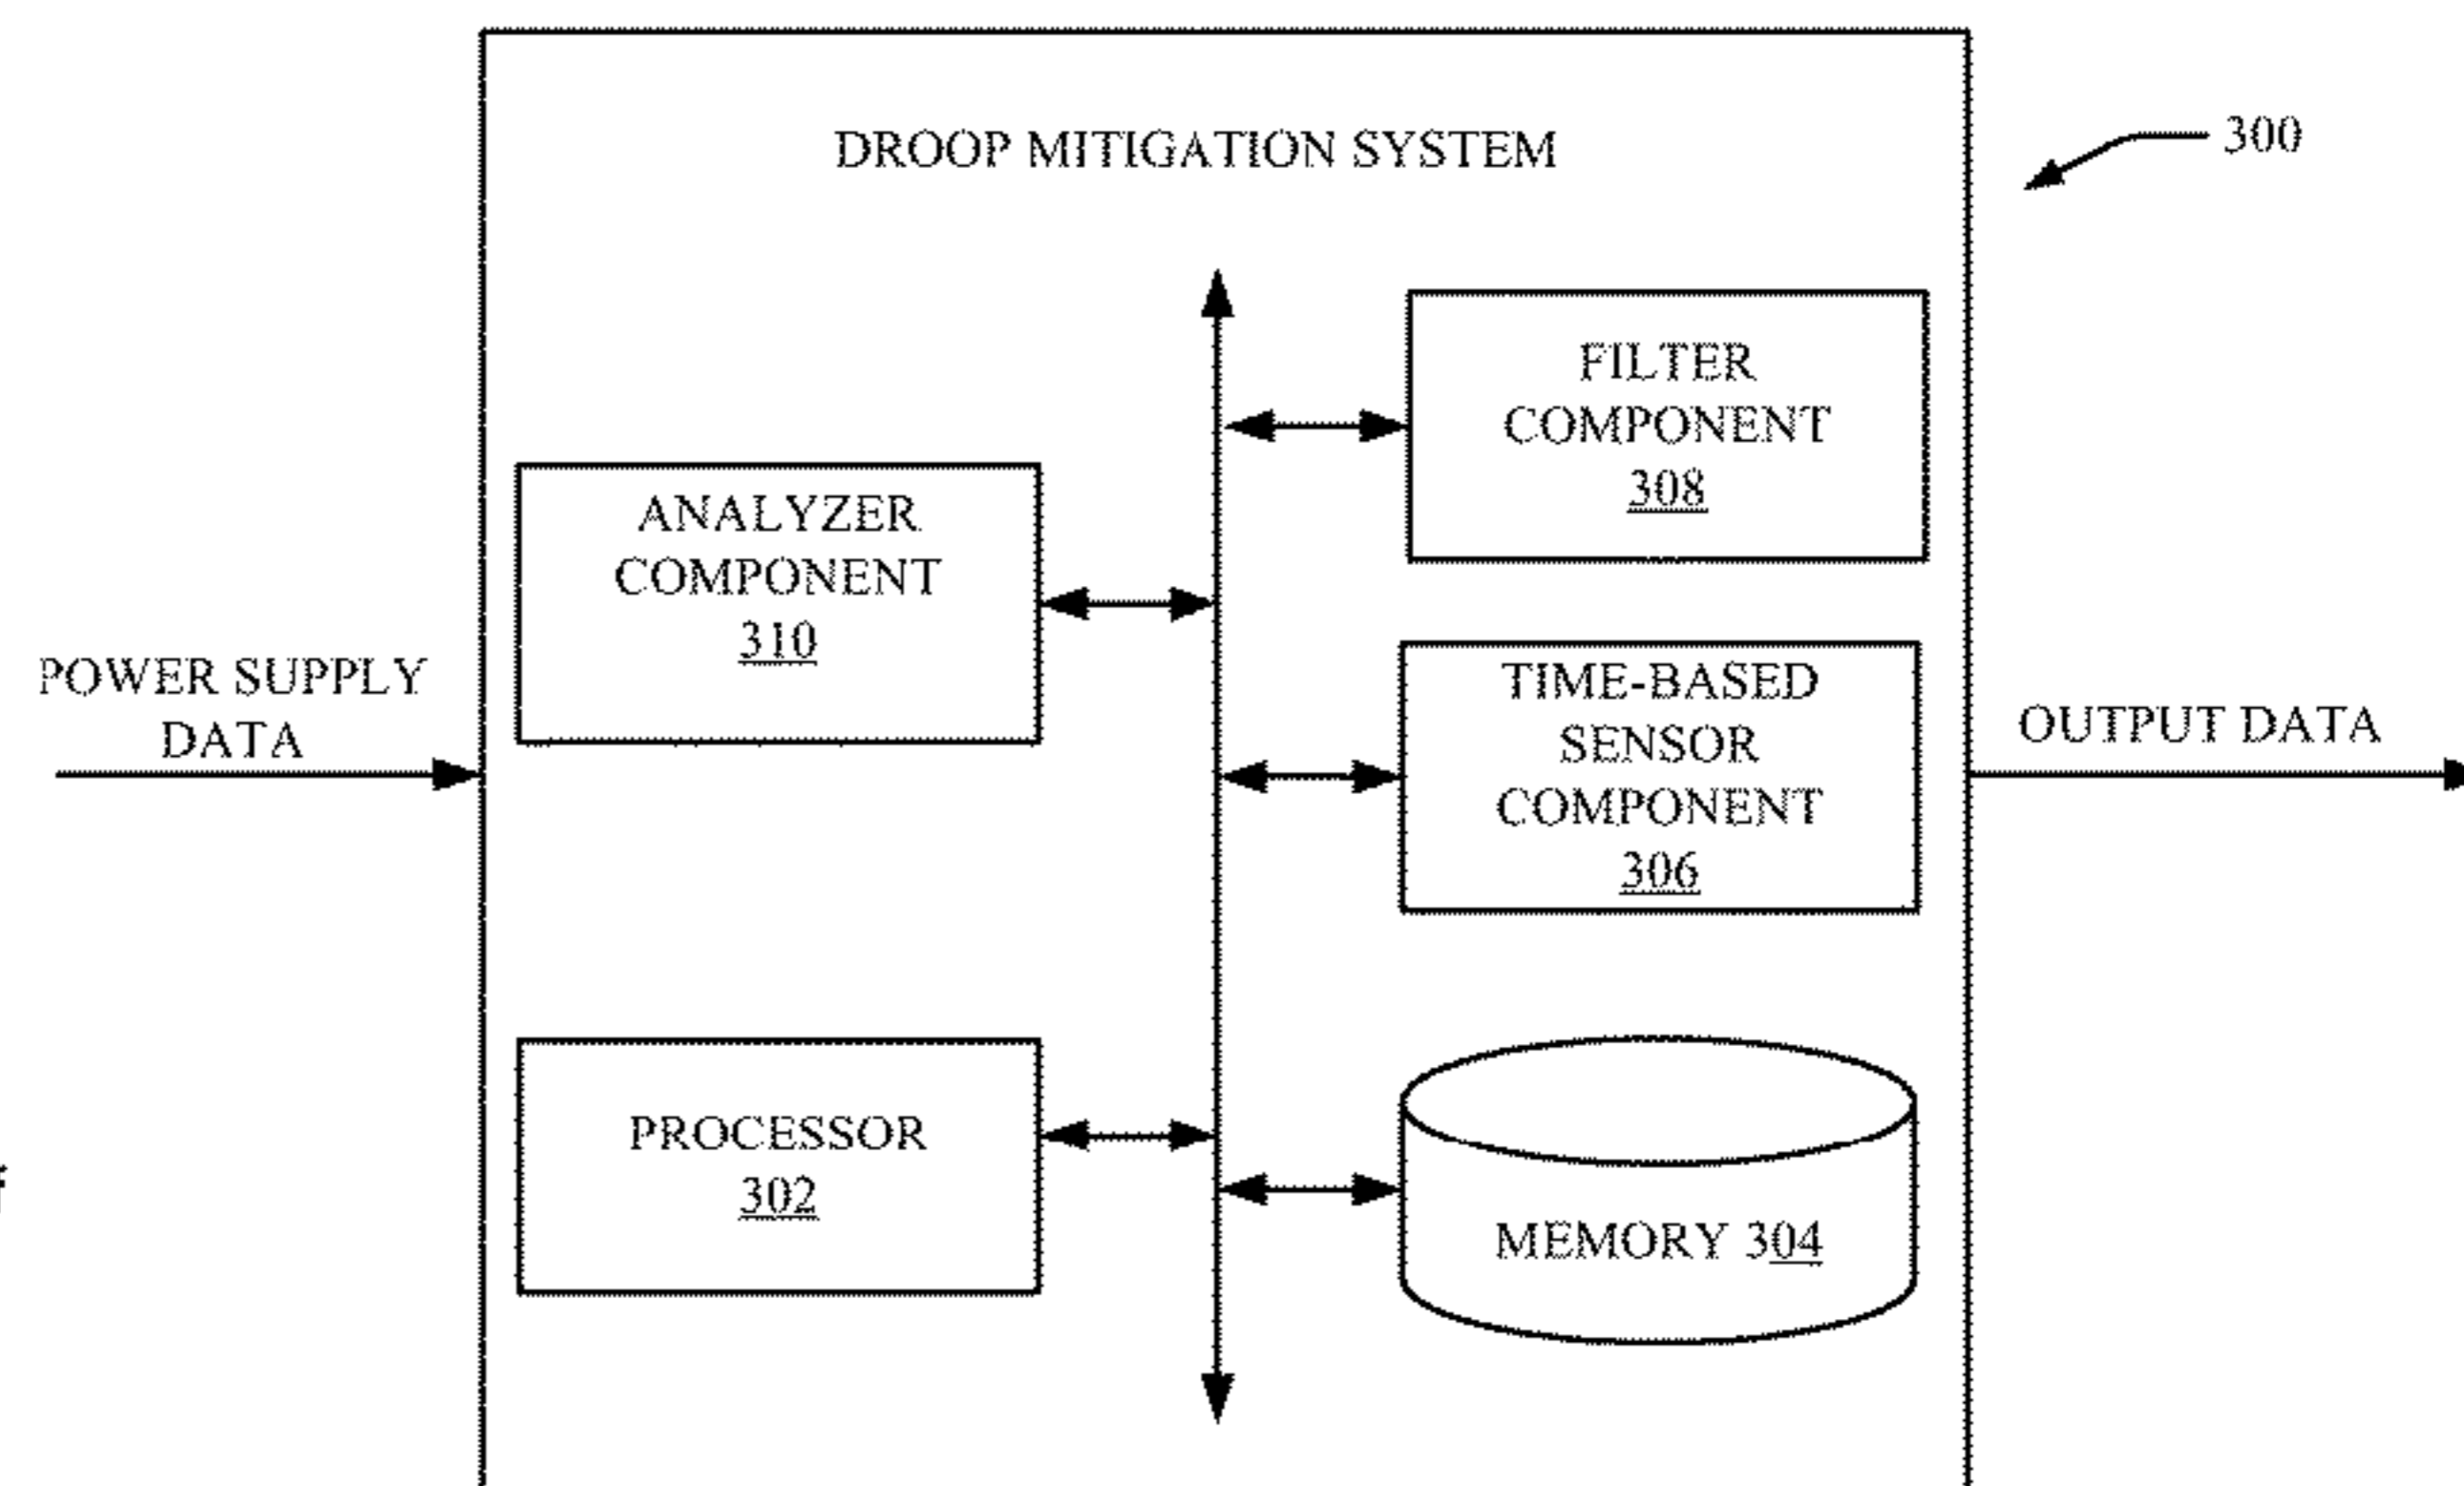 DROOP MITIGATION SYSTEM
300
FILTER
COMPONENT
308
ANALYZER
COMPONENT
310
POWER SUPPLY
DATA
TIME-BASED
SENSOR
COMPONENT
306
OUTPUT DATA
PROCESSOR
302
MEMORY 304